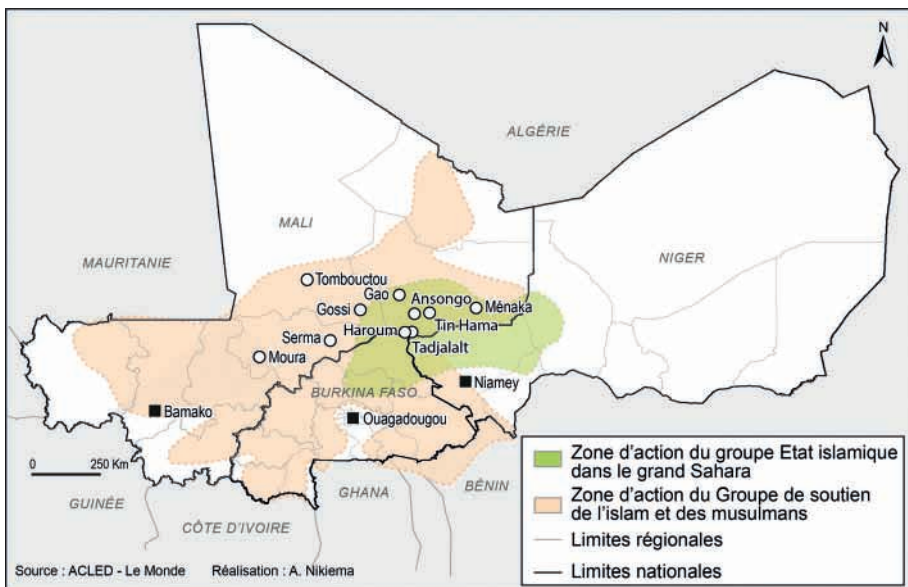 N
ALGÉRIE
MALI
NIGER
MAURITANIE
Tombouctou
Gao
Ansongo
Ménaka
Gossi
Tin-Hama
Haroum
Serma
Tadjalalt
Moura
Niamey
BURKINA FASO
Bamako
Ouagadougou
0 250 Km
GUINÉE
CÔTE D'IVOIRE
GHANA
BÉNIN
Zone d'action du groupe Etat islamique
dans le grand Sahara
Zone d'action du Groupe de soutien
de l'islam et des musulmans
Limites régionales
Limites nationales
Source : ACLED - Le Monde Réalisation : A. Nikiema